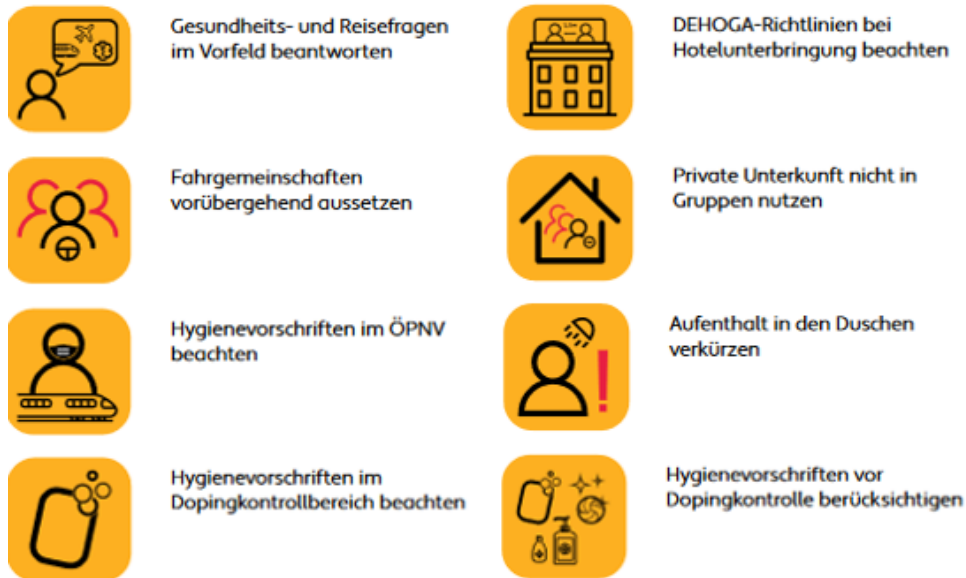 Gesundheits- und Reisefragen
im Vorfeld beantworten
DEHOGA-Richtlinien bei
Hotelunterbringung beachten
Fahrgemeinschaften
vorübergehend aussetzen
Private Unterkunft nicht in
Gruppen nutzen
Hygienevorschriften im ÖPNV
beachten
Aufenthalt in den Duschen
verkürzen
Hygienevorschriften im
Dopingkontrollbereich beachten
Hygienevorschriften vor
Dopingkontrolle berücksichtigen